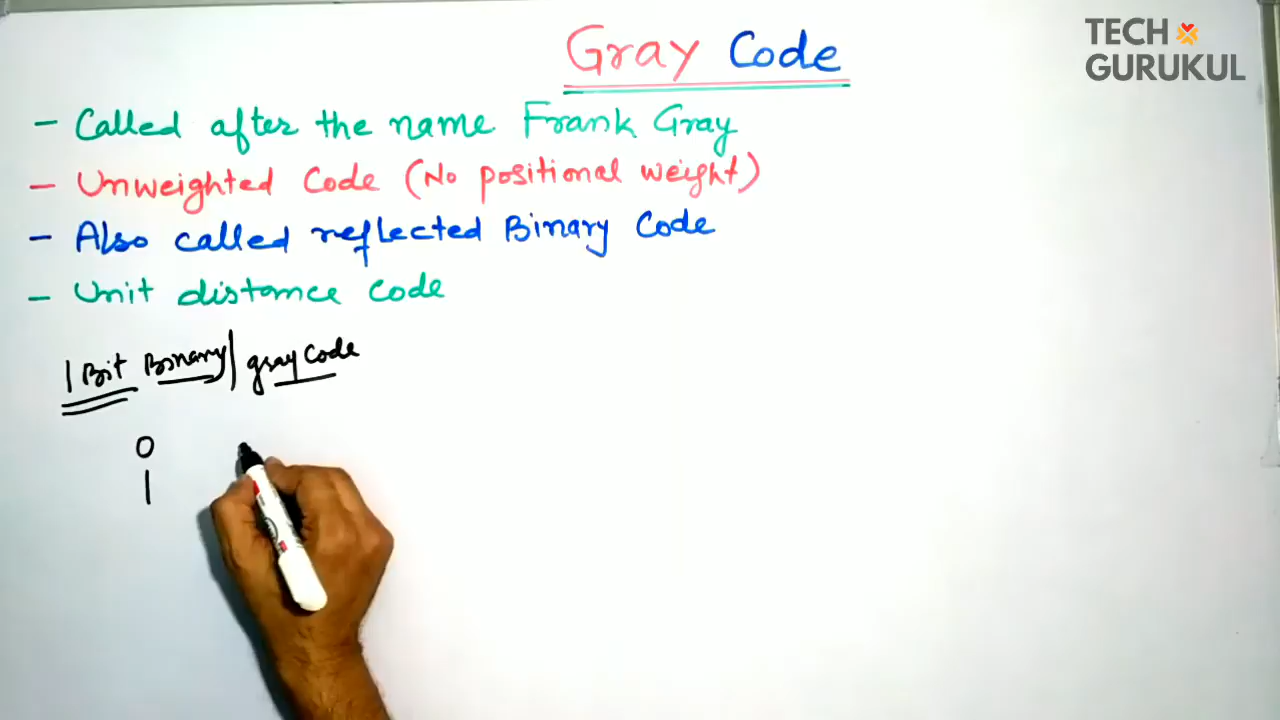 Gray Code
TECH
GURUKUL
- Called after the name Frank Gray
- Unweighted Code (No positional weight)
- Also called reflected Binary Code
- Unit distance code
1 Bit Binary | gray code
0
1